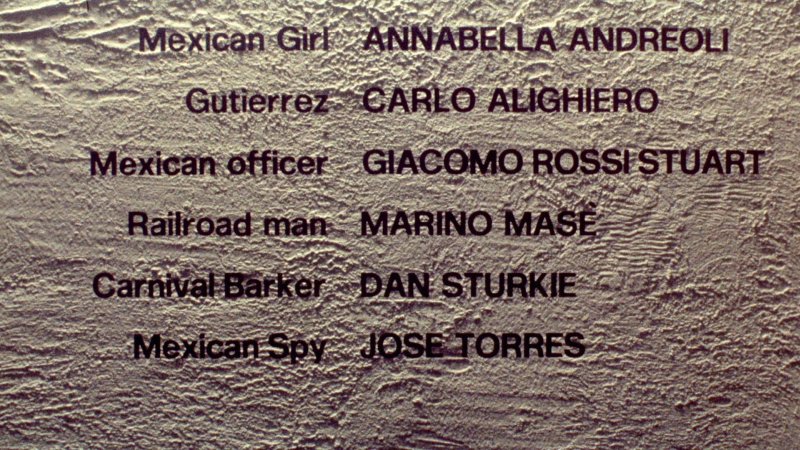 Mexican Girl ANNABELLA ANDREOLI
Gutierrez CARLO ALIGHIERO
Mexican officer GIACOMO ROSSI STUART
Railroad man MARINO MASÈ
Carnival Barker DAN STURKIE
Mexican Spy JOSE TORRES